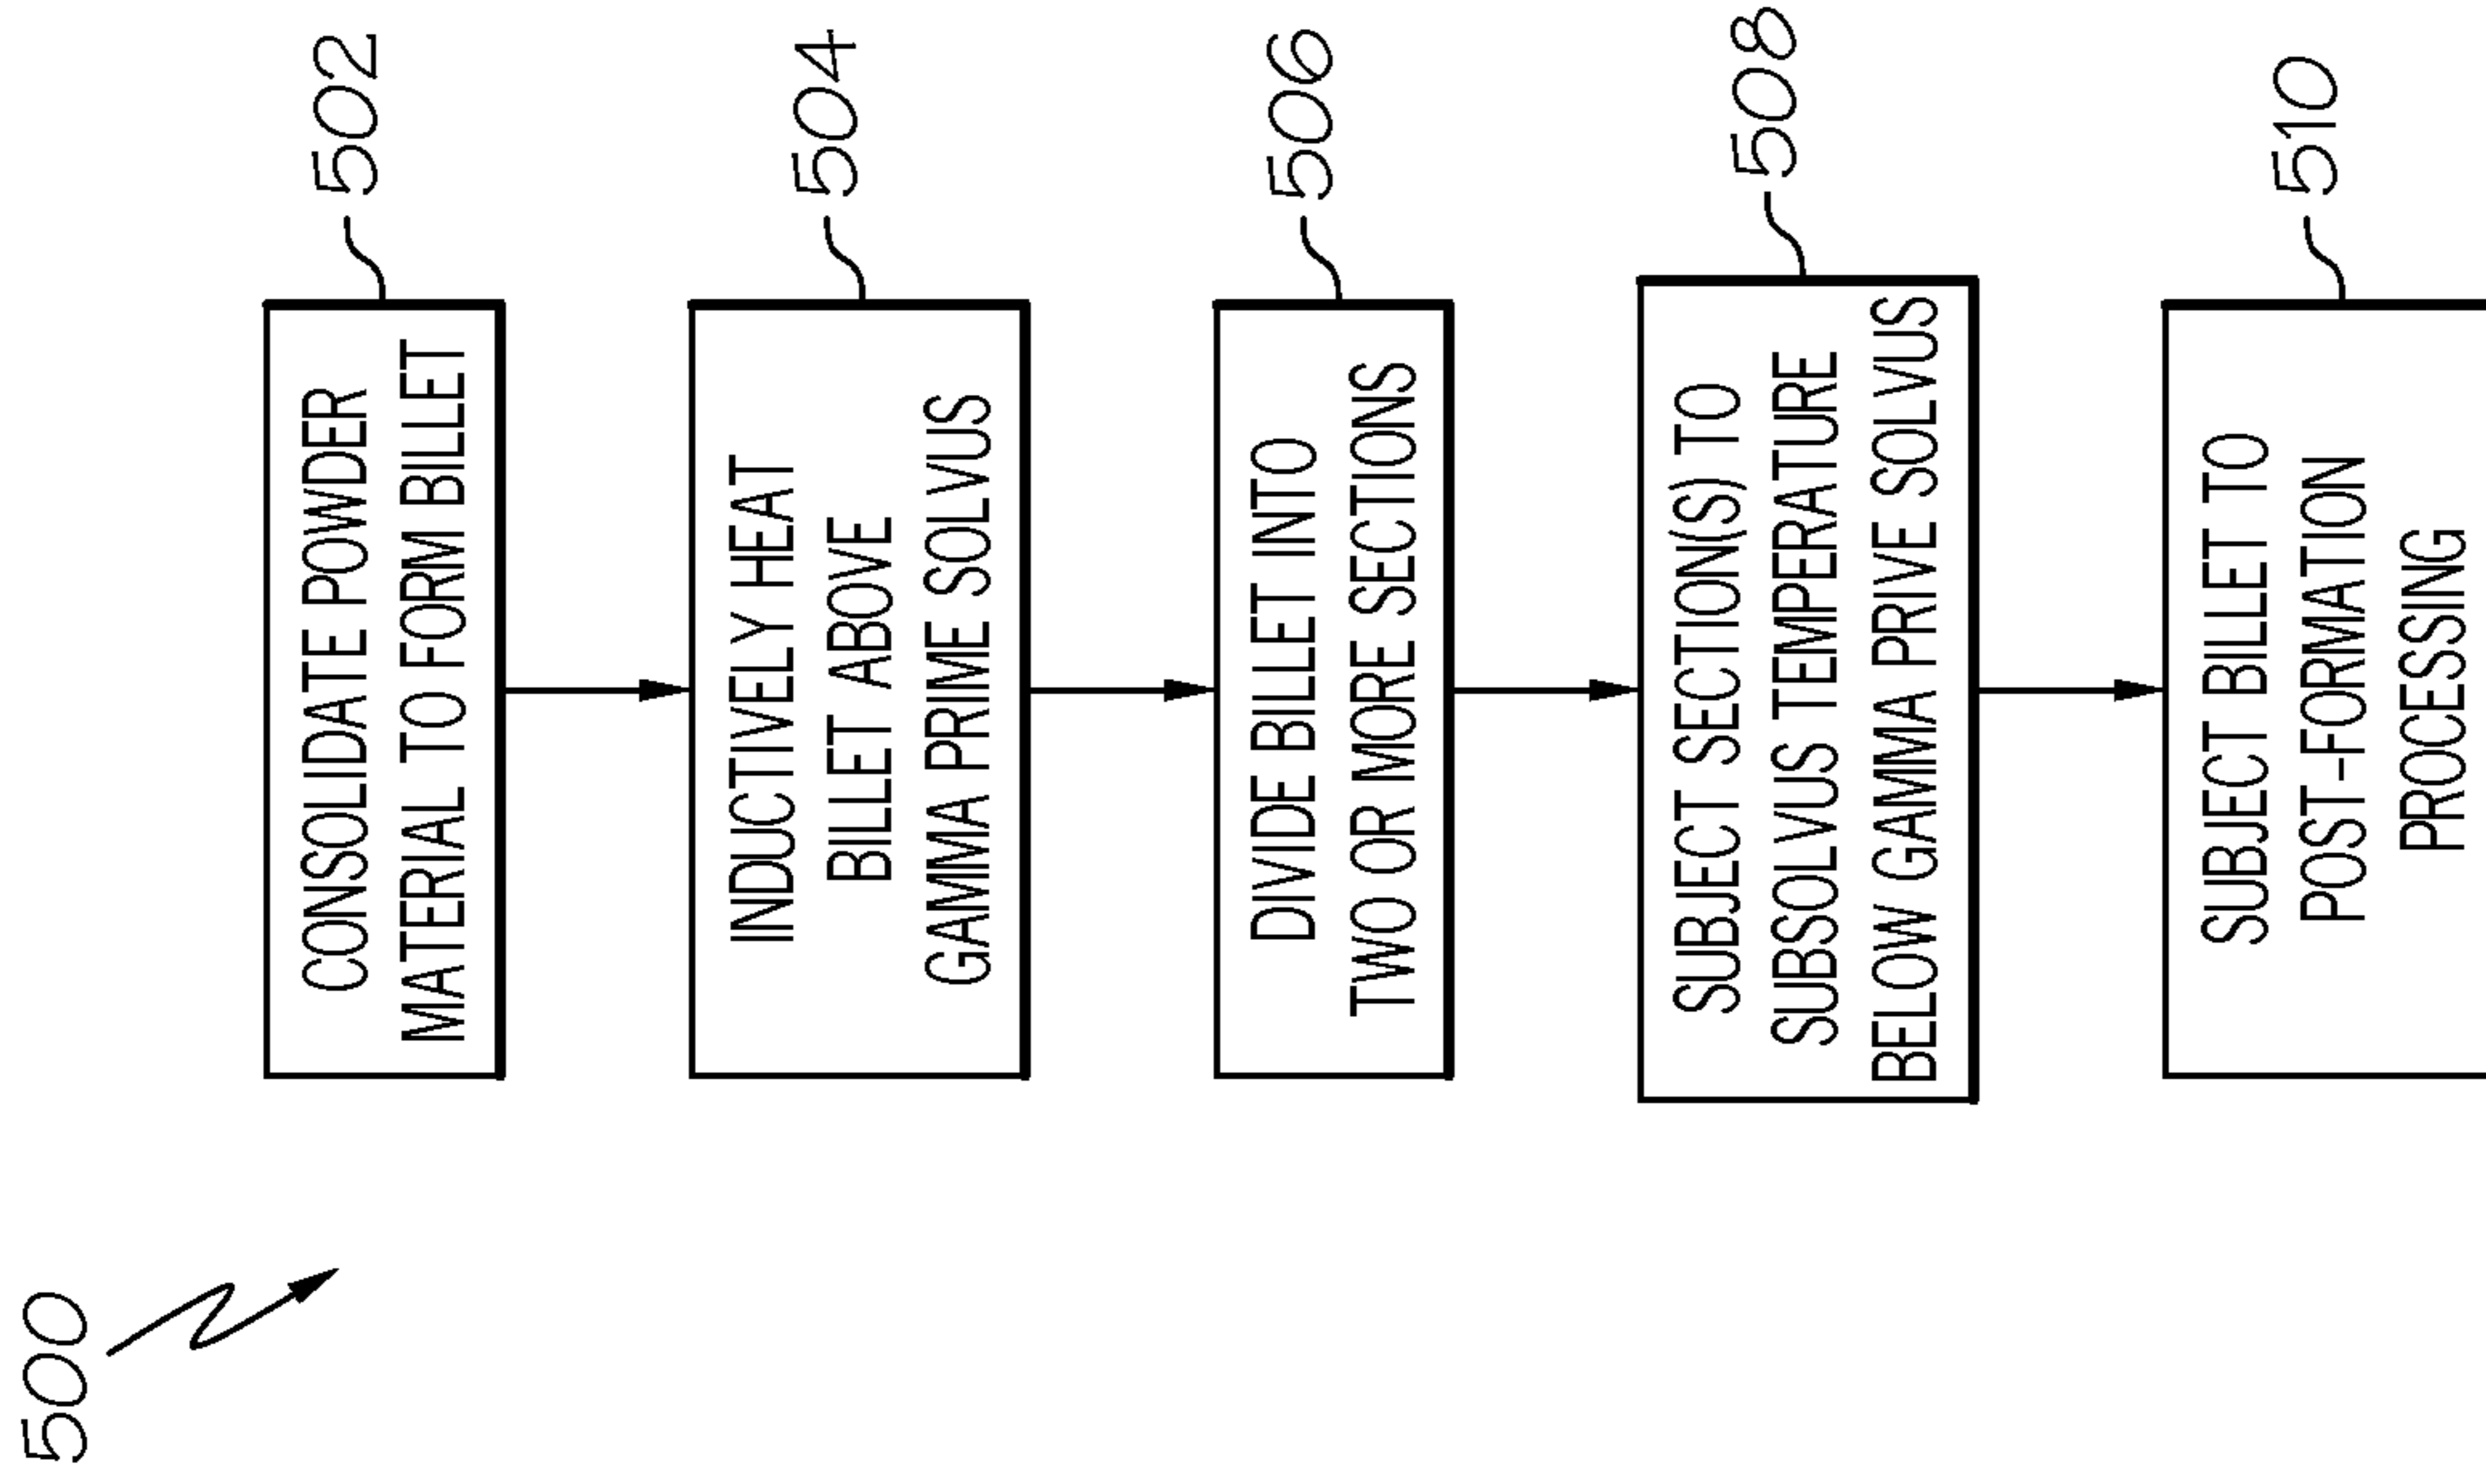 500
CONSOLIDATE POWDER
MATERIAL TO FORM BILLET
502
INDUCTIVELY HEAT
BILLET ABOVE
GAMMA PRIME SOLVUS
504
DIVIDE BILLET INTO
TWO OR MORE SECTIONS
506
SUBJECT SECTION(S) TO
SUBSOLVUS TEMPERATURE
BELOW GAMMA PRIVE SOLVUS
508
SUBJECT BILLET TO
POST-FORMATION
PROCESSING
510